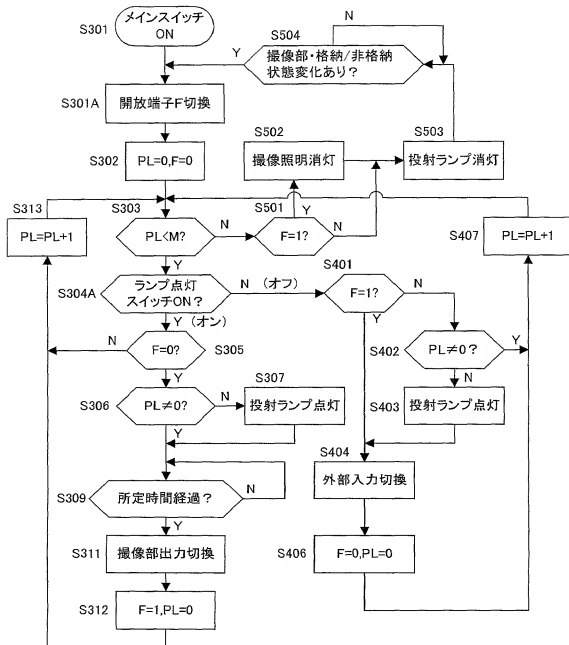 S301
メインスイッチ
ON
S504
撮像部・格納/非格納
状態変化あり?
N
Y
S301A
開放端子F切換
S302
PL=0,F=0
S502
撮像照明消灯
S503
投射ランプ消灯
S313
PL=PL+1
S303
PL<M?
N
Y
S501
F=1?
Y
N
S407
PL=PL+1
S304A
ランプ点灯
スイッチON?
N (オフ)
Y (オン)
S401
F=1?
N
Y
N
F=0?
S305
Y
S402
PL≠0?
Y
N
S306
PL≠0?
N
Y
S307
投射ランプ点灯
S403
投射ランプ点灯
S404
外部入力切換
S309
所定時間経過?
N
Y
S311
撮像部出力切換
S406
F=0,PL=0
S312
F=1,PL=0